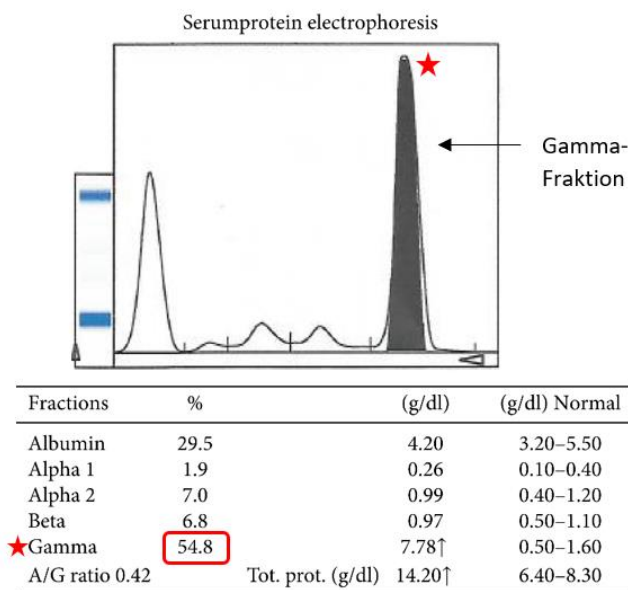 Serumprotein electrophoresis
Gamma-
Fraktion
Fractions % (g/dl) (g/dl) Normal
Albumin 29.5 4.20 3.20–5.50
Alpha 1 1.9 0.26 0.10–0.40
Alpha 2 7.0 0.99 0.40–1.20
Beta 6.8 0.97 0.50–1.10
Gamma 54.8 7.78↑ 0.50–1.60
A/G ratio 0.42 Tot. prot. (g/dl) 14.20↑ 6.40–8.30